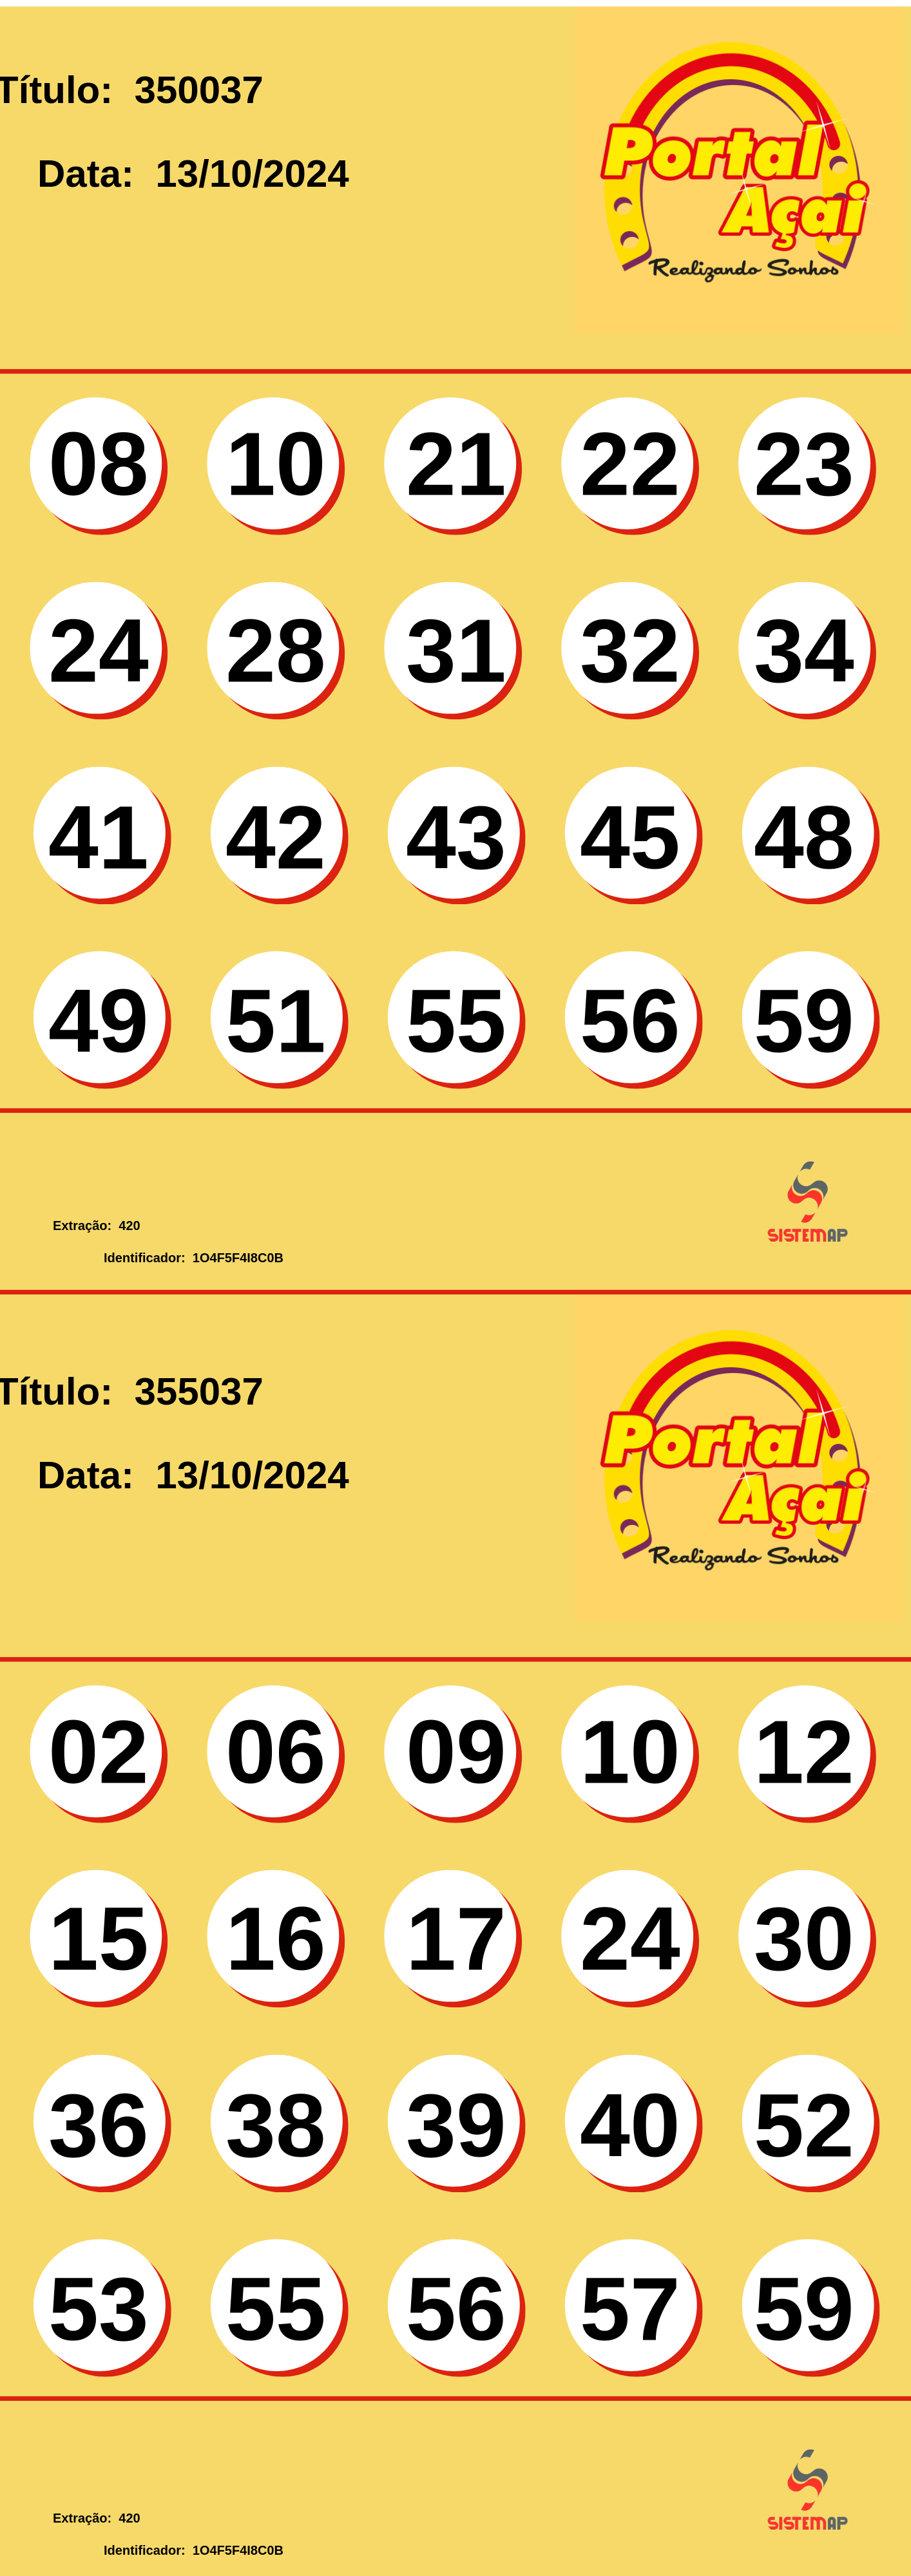 Título: 350037
Data: 13/10/2024
Portal
Açai
Realizando Sonhos
08 10 21 22 23
24 28 31 32 34
41 42 43 45 48
49 51 55 56 59
Extração: 420
Identificador: 1O4F5F4I8C0B
SISTEMAP
Título: 355037
Data: 13/10/2024
Portal
Açai
Realizando Sonhos
02 06 09 10 12
15 16 17 24 30
36 38 39 40 52
53 55 56 57 59
Extração: 420
Identificador: 1O4F5F4I8C0B
SISTEMAP